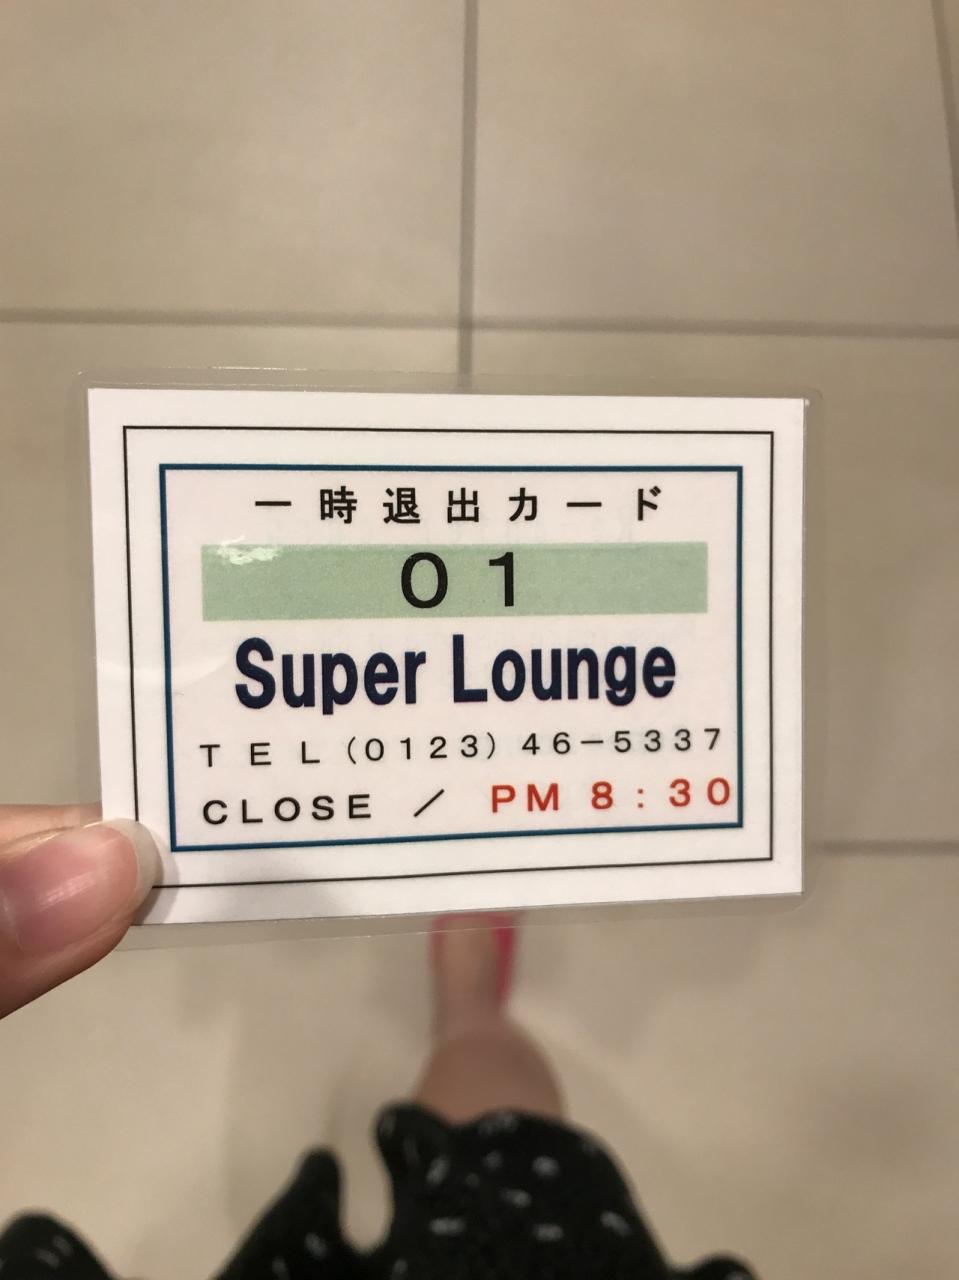 一時退出カード
01
Super Lounge
TEL(0123)46-5337
CLOSE / PM 8:30